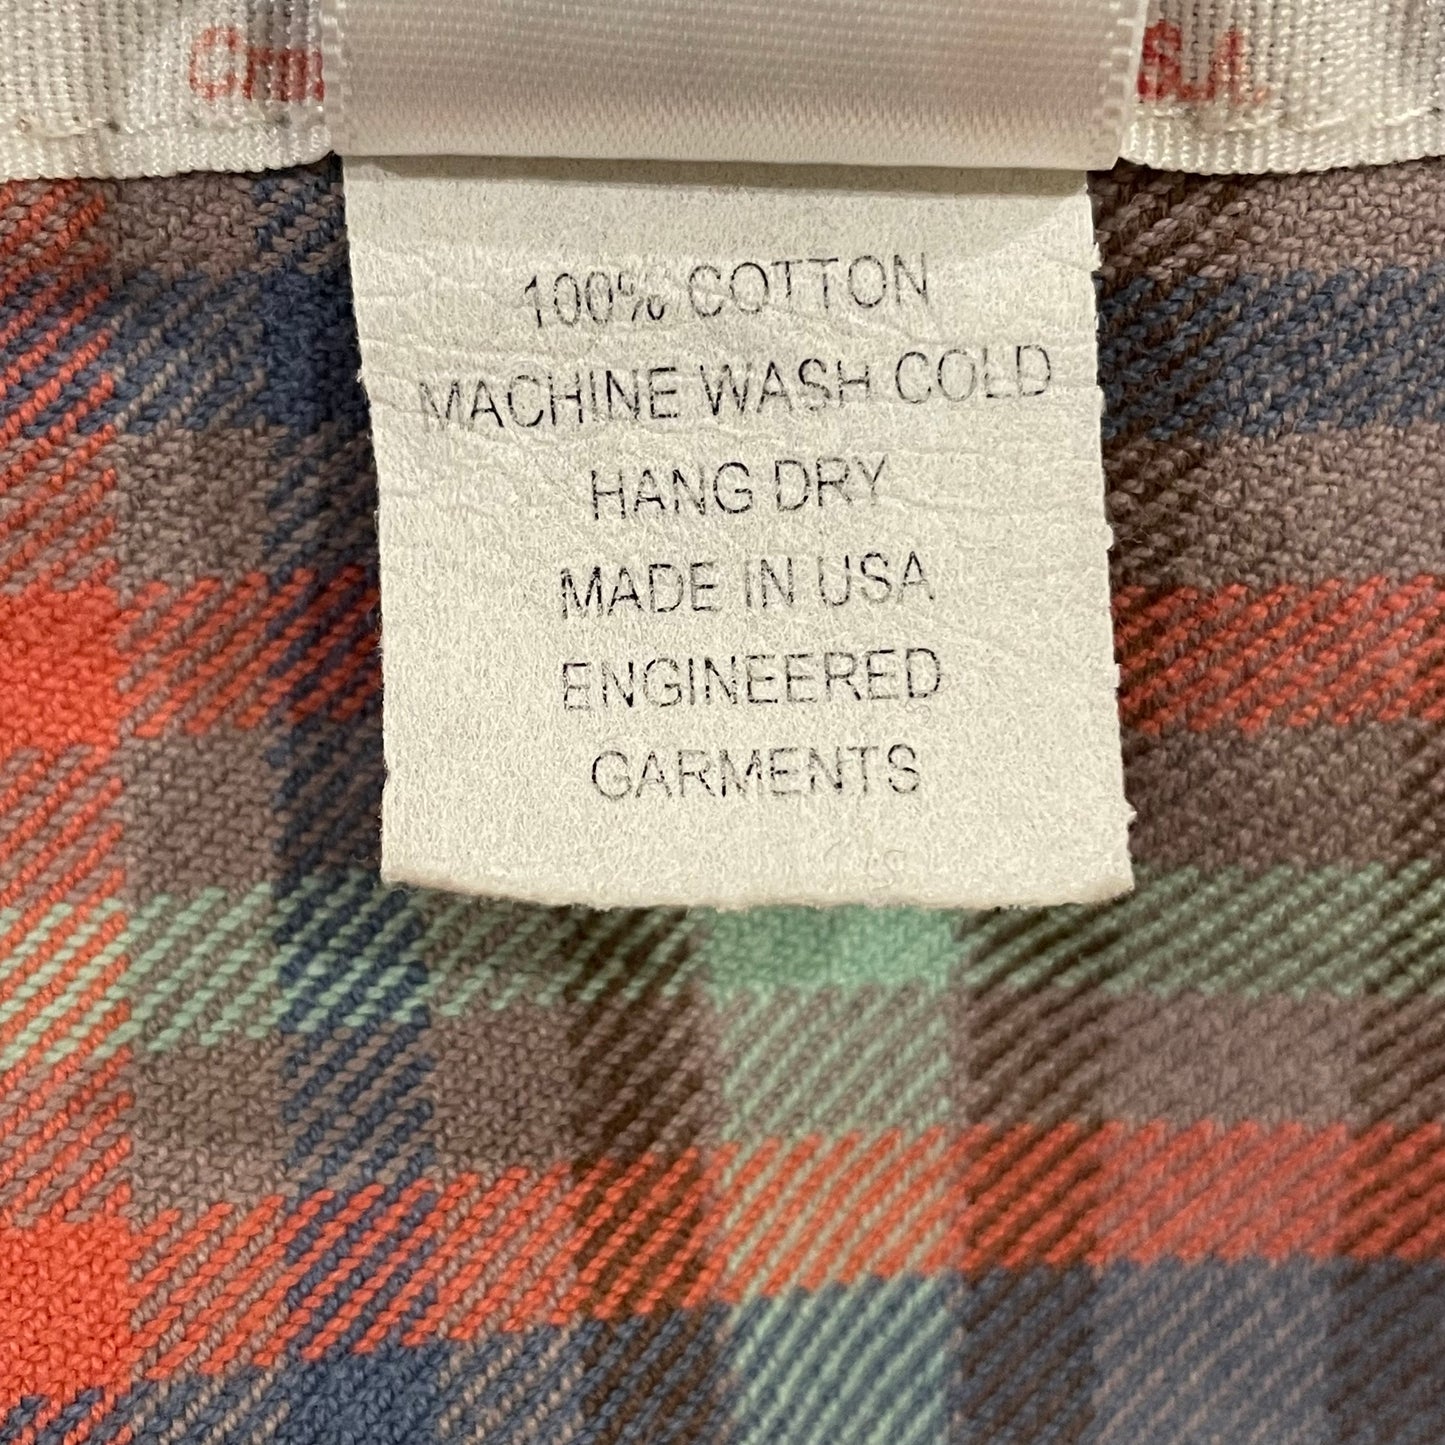 100% COTTON
MACHINE WASH COLD
HANG DRY
MADE IN USA
ENGINEERED
GARMENTS